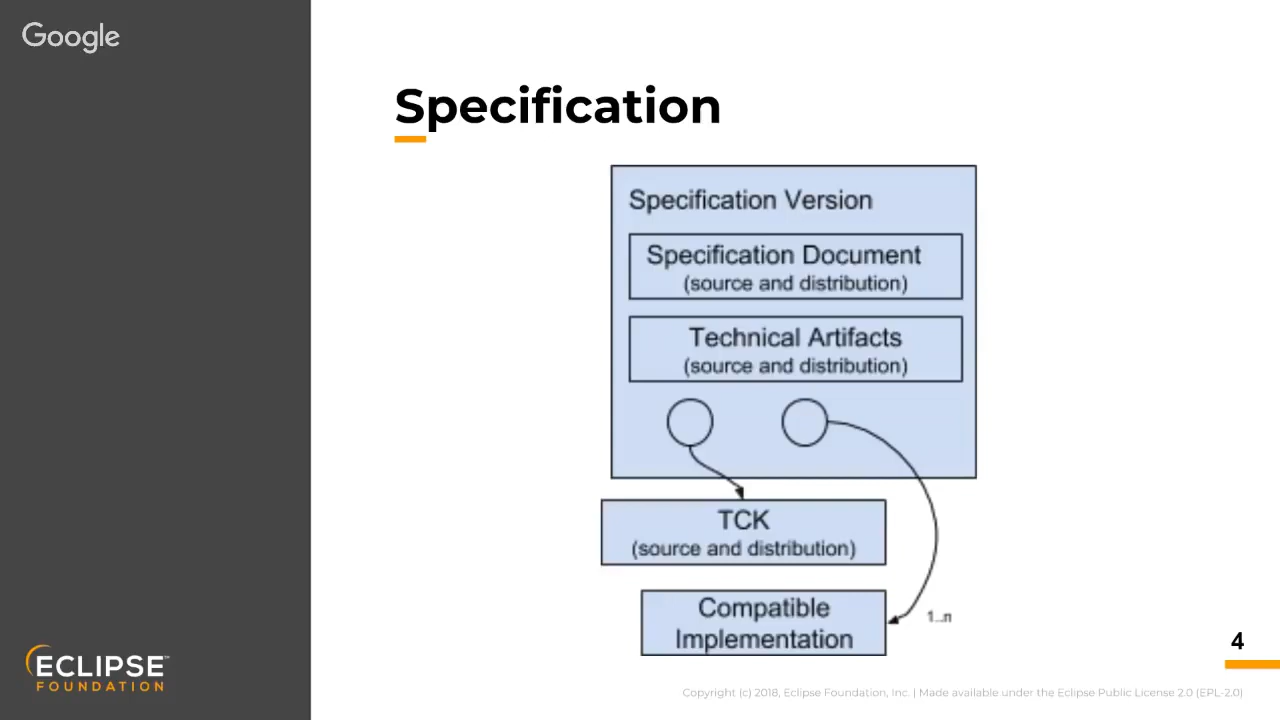 Google
Specification
Specification Version
Specification Document
(source and distribution)
Technical Artifacts
(source and distribution)
TCK
(source and distribution)
Compatible
Implementation
1..n
4
ECLIPSE™
FOUNDATION
Copyright (c) 2018, Eclipse Foundation, Inc. | Made available under the Eclipse Public License 2.0 (EPL-2.0)